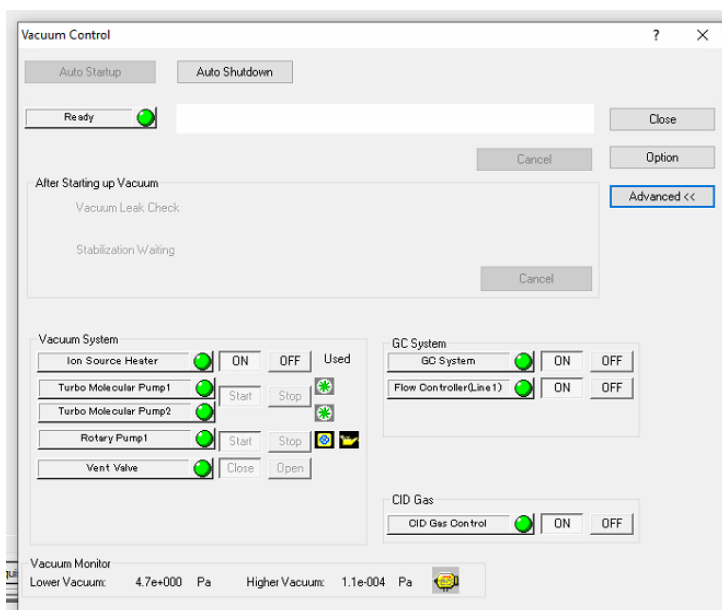 Vacuum Control ? X
Auto Startup Auto Shutdown
Ready Close
Cancel Option
After Starting up Vacuum Advanced <<
Vacuum Leak Check
Stabilization Waiting
Cancel
Vacuum System
Ion Source Heater ON OFF Used
Turbo Molecular Pump1 Start Stop
Turbo Molecular Pump2
Rotary Pump1 Start Stop
Vent Valve Close Open
GC System
GC System ON OFF
Flow Controller(Line1) ON OFF
CID Gas
CID Gas Control ON OFF
Vacuum Monitor
Lower Vacuum: 4.7e+000 Pa Higher Vacuum: 1.1e-004 Pa